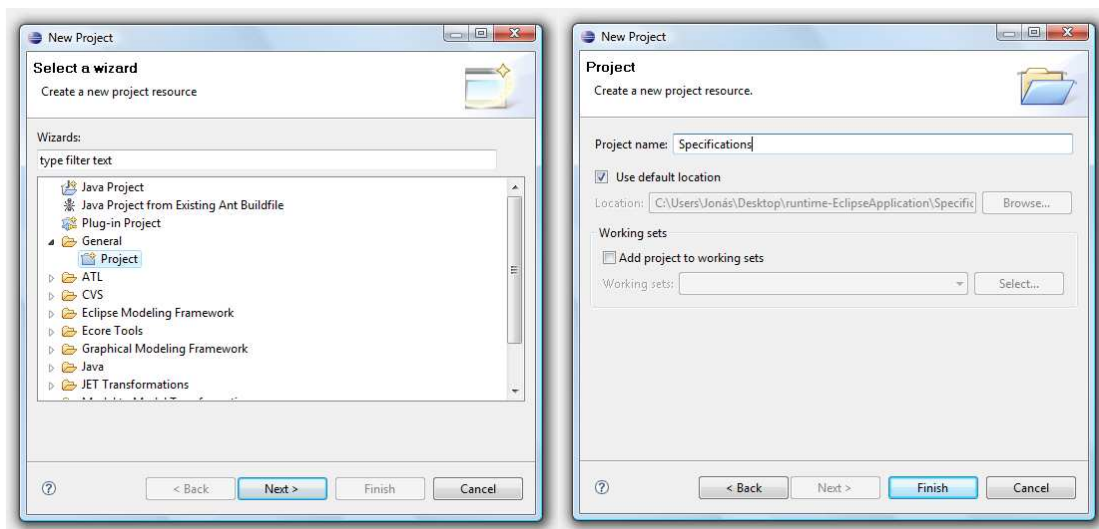 New Project
Select a wizard
Create a new project resource
Wizards:
type filter text
Java Project
Java Project from Existing Ant Buildfile
Plug-in Project
General
Project
ATL
CVS
Eclipse Modeling Framework
Ecore Tools
Graphical Modeling Framework
Java
JET Transformations
< Back Next > Finish Cancel
New Project
Project
Create a new project resource.
Project name: Specifications
Use default location
Location: C:\Users\Jonás\Desktop\runtime-EclipseApplication\Specific Browse...
Working sets
Add project to working sets
Working sets: Select...
< Back Next > Finish Cancel